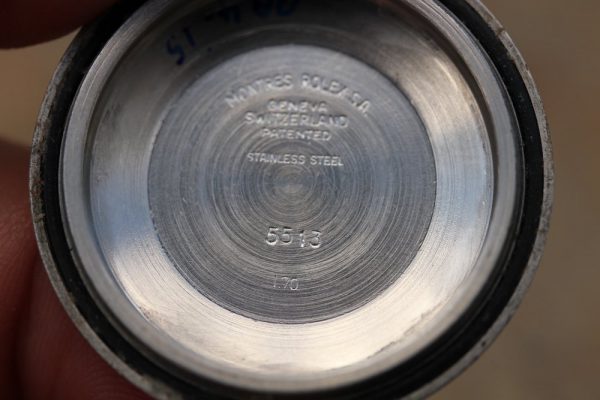 MONTRES ROLEX S.A.
GENEVA
SWITZERLAND
PATENTED
STAINLESS STEEL
5513
I.70